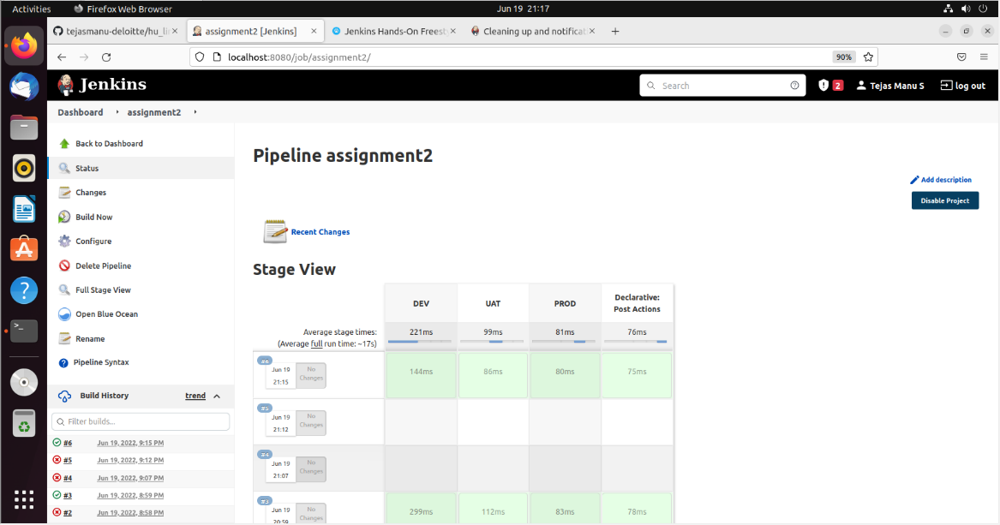 Activities
Firefox Web Browser
Jun 19 21:17
tejasmanu-deloitte/hu_li
assignment2 [Jenkins]
Jenkins Hands-On Freest
Cleaning up and notificat
localhost:8080/job/assignment2/
90%
Jenkins
Search
2
Tejas Manu S
log out
Dashboard
assignment2
Back to Dashboard
Status
Changes
Build Now
Configure
Delete Pipeline
Full Stage View
Open Blue Ocean
Rename
Pipeline Syntax
Build History
trend
Filter builds...
#6 Jun 19, 2022, 9:15 PM
#5 Jun 19, 2022, 9:12 PM
#4 Jun 19, 2022, 9:07 PM
#3 Jun 19, 2022, 8:59 PM
#2 Jun 19, 2022, 8:58 PM
Pipeline assignment2
Add description
Disable Project
Recent Changes
Stage View
DEV UAT PROD Declarative:
Post Actions
Average stage times: 221ms 99ms 81ms 76ms
(Average full run time: ~17s)
#6
Jun 19 No
21:15 Changes
144ms 86ms 80ms 75ms
#5
Jun 19 No
21:12 Changes
#4
Jun 19 No
21:07 Changes
#3
Jun 19 No
20:59 Changes
299ms 112ms 83ms 78ms